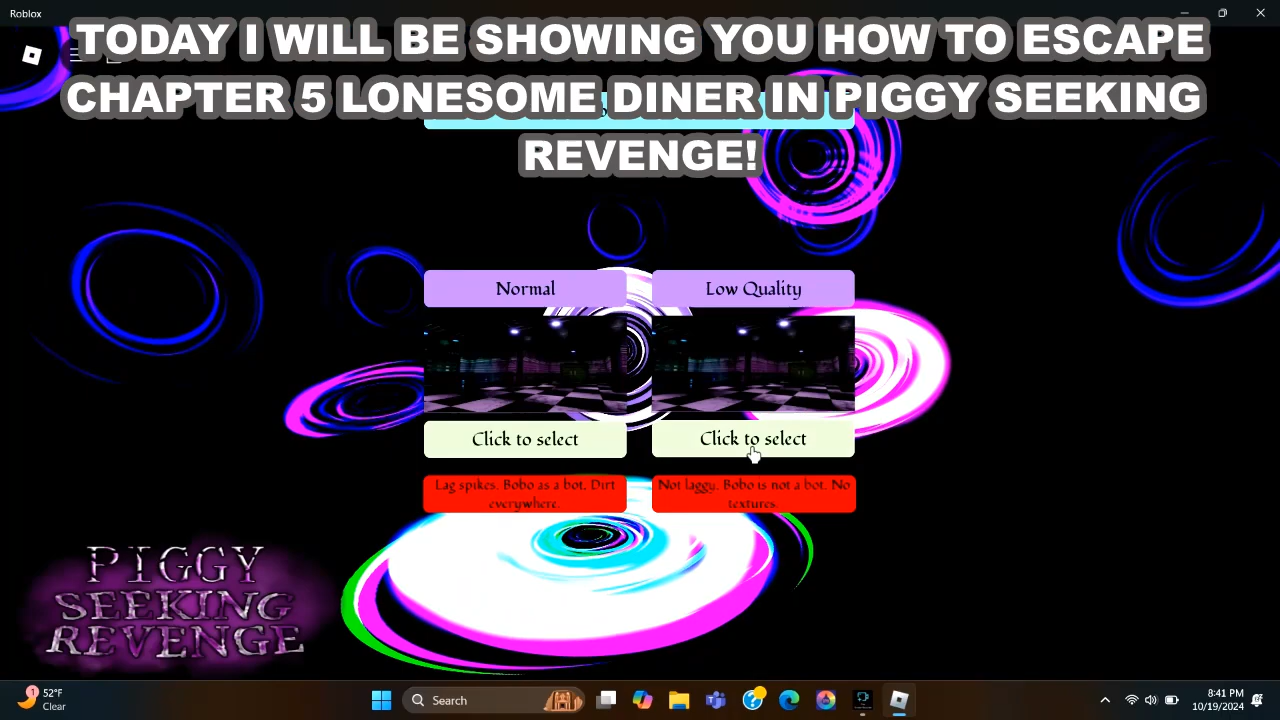 Roblox
TODAY I WILL BE SHOWING YOU HOW TO ESCAPE
CHAPTER 5 LONESOME DINER IN PIGGY SEEKING
REVENGE!
Normal
Low Quality
Click to select
Click to select
Lag spikes. Bobo as a bot. Dirt
everywhere.
Not laggy. Bobo is not a bot. No
textures.
PIGGY
SEEKING
REVENGE
1
52°F
Clear
Search
8:41 PM
10/19/2024